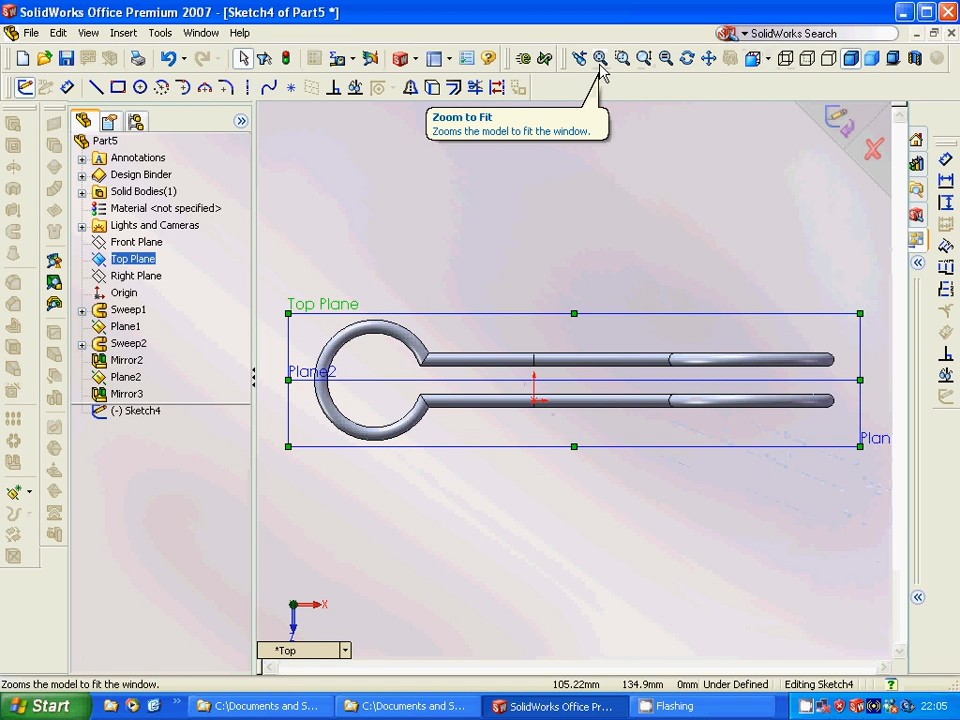 SolidWorks Office Premium 2007 - [Sketch4 of Part5 *]
File Edit View Insert Tools Window Help
SolidWorks Search
Zoom to Fit
Zooms the model to fit the window.
Part5
Annotations
Design Binder
Solid Bodies(1)
Material <not specified>
Lights and Cameras
Front Plane
Top Plane
Right Plane
Origin
Sweep1
Plane1
Sweep2
Mirror2
Plane2
Mirror3
(-) Sketch4
Top Plane
Plane2
Plan
X
Z
*Top
Zooms the model to fit the window.
105.22mm 134.9mm 0mm Under Defined Editing Sketch4
Start
C:\Documents and S...
C:\Documents and S...
SolidWorks Office Pr...
Flashing
22:05